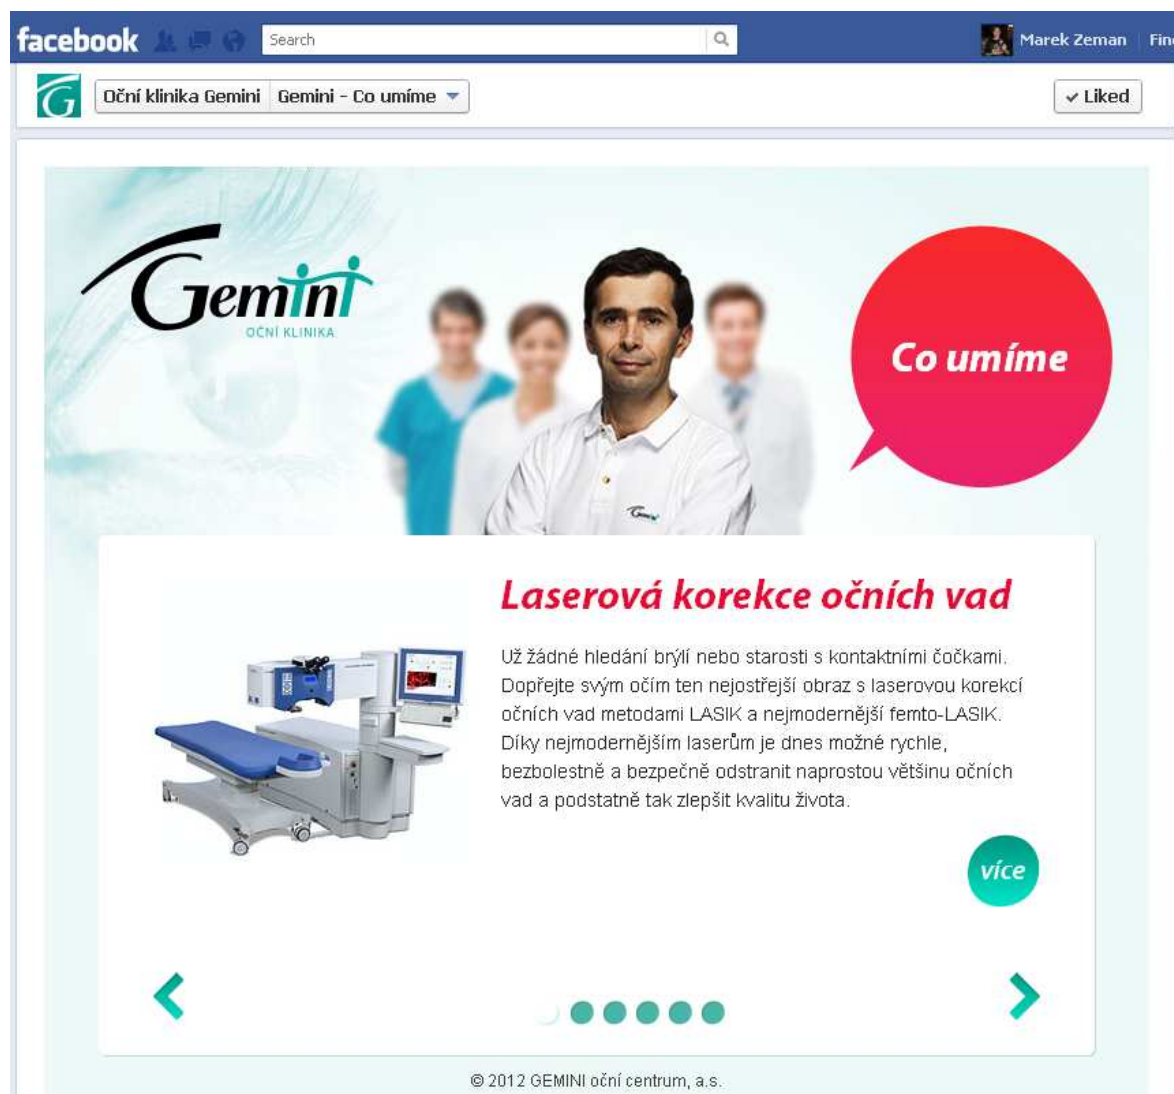 facebook
Search
Marek Zeman
Oční klinika Gemini
Gemini - Co umíme
Liked
Gemini
OČNÍ KLINIKA
Co umíme
Gemini
Laserová korekce očních vad
Už žádné hledání brýlí nebo starosti s kontaktními čočkami.
Dopřejte svým očím ten nejostřejší obraz s laserovou korekcí
očních vad metodami LASIK a nejmodernější femto-LASIK.
Díky nejmodernějším laserům je dnes možné rychle,
bezbolestně a bezpečně odstranit naprostou většinu očních
vad a podstatně tak zlepšit kvalitu života.
více
© 2012 GEMINI oční centrum, a.s.